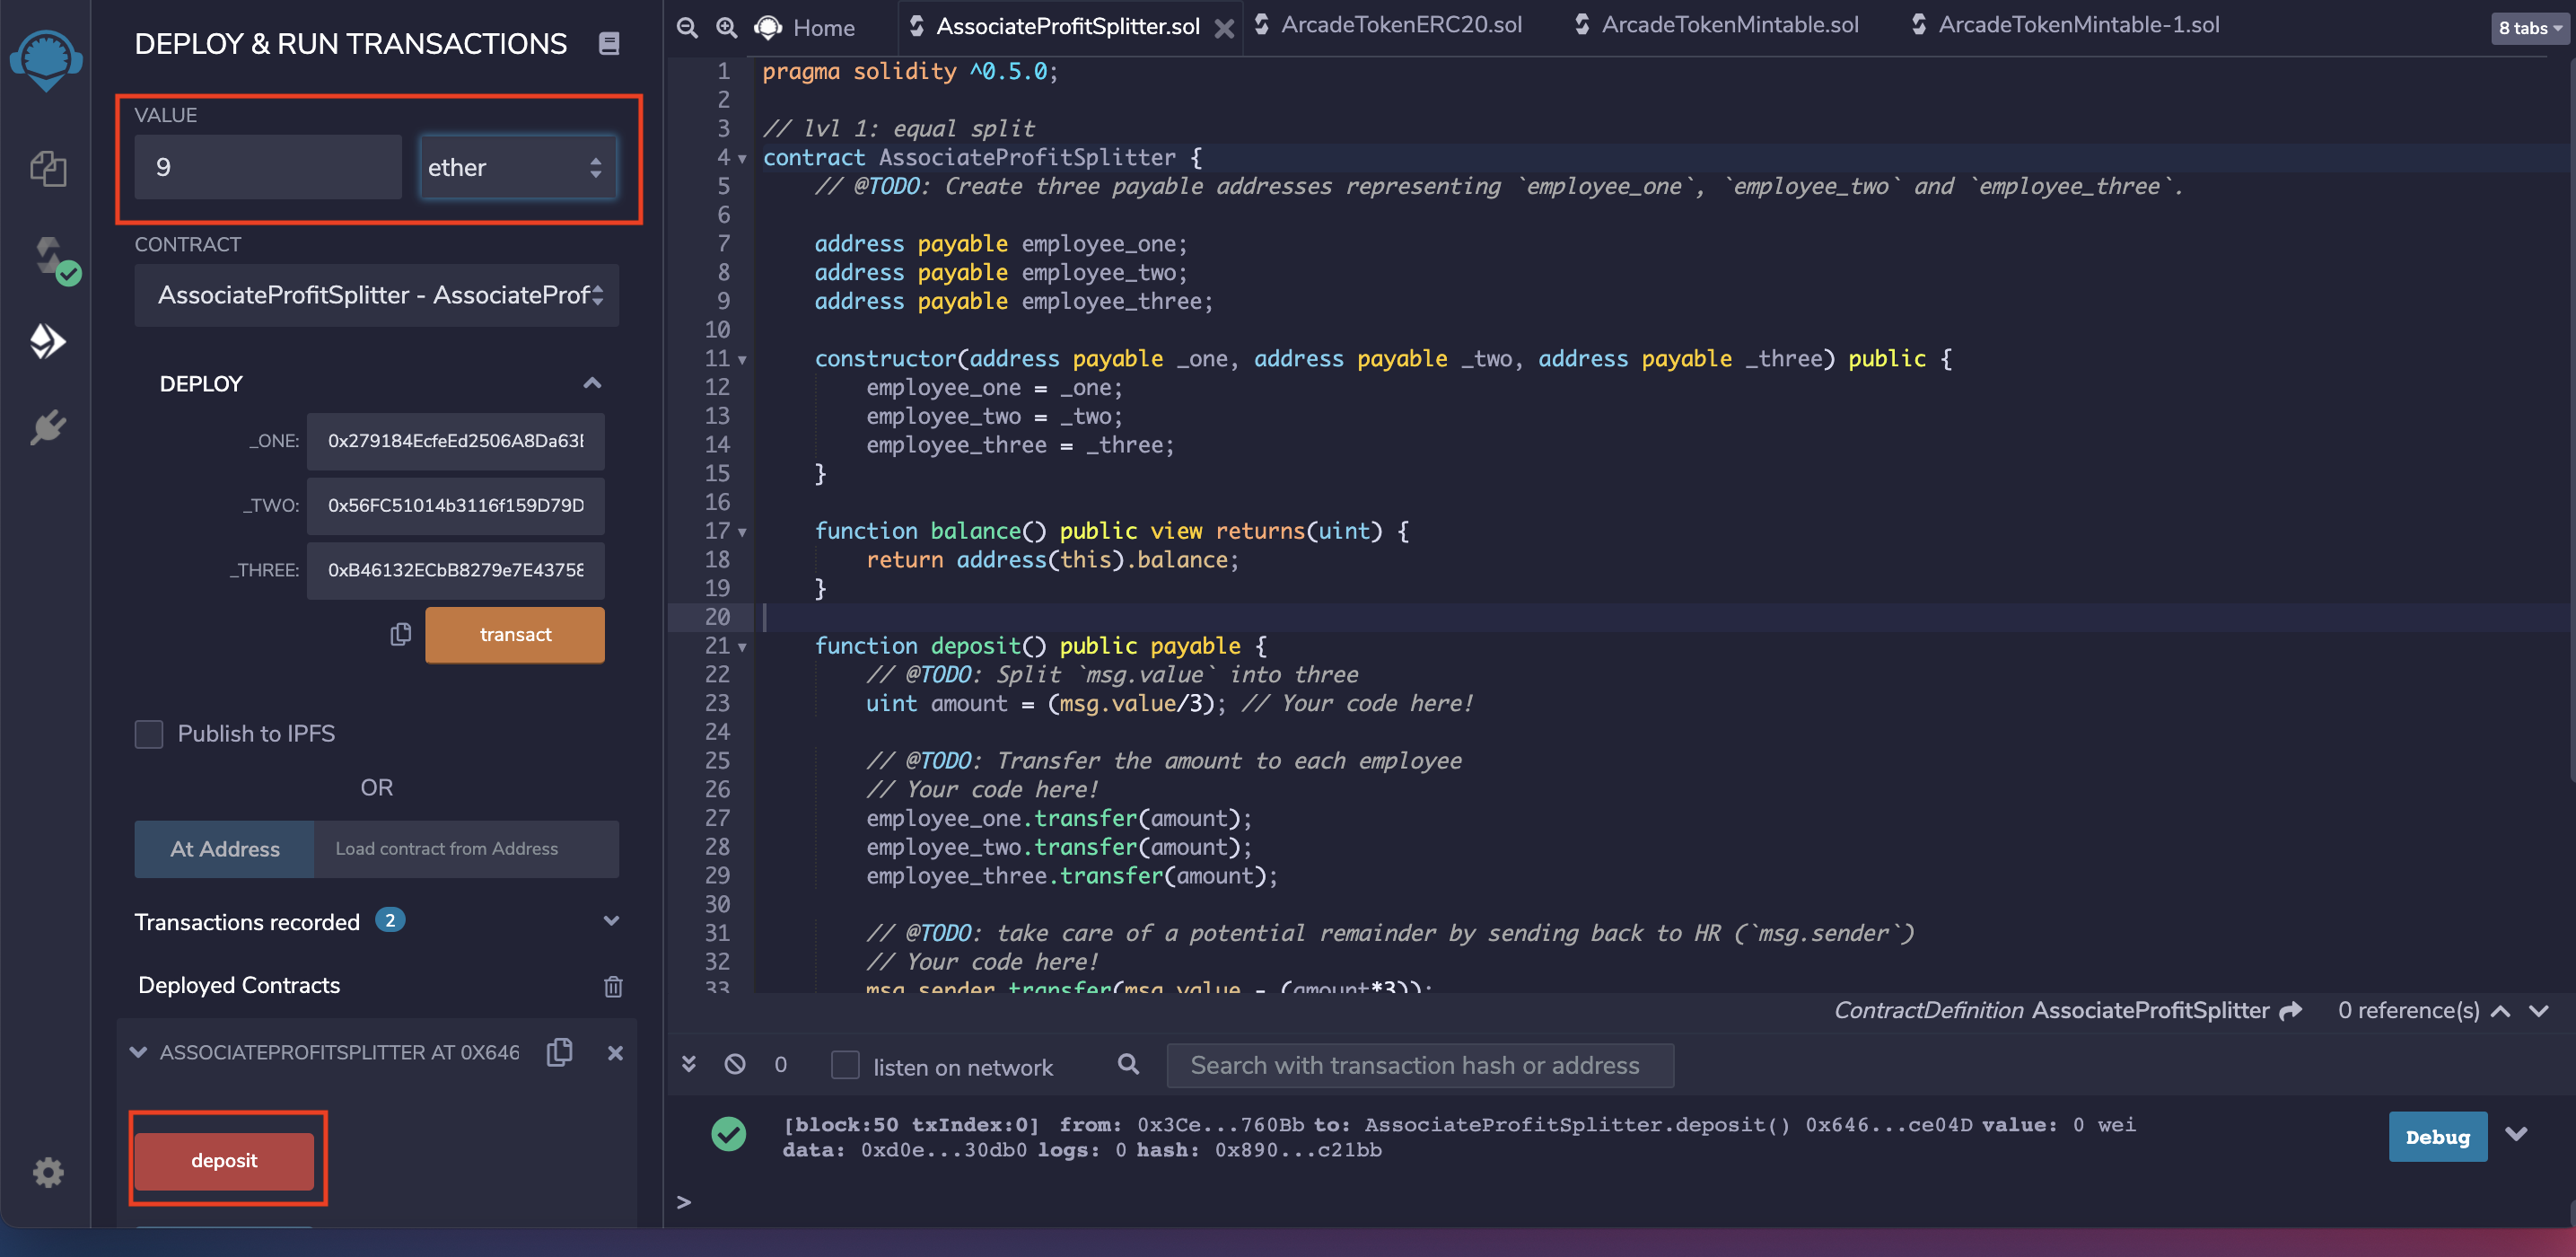 DEPLOY & RUN TRANSACTIONS
VALUE
9
ether
CONTRACT
AssociateProfitSplitter - AssociateProf
DEPLOY
_ONE:
0x279184EcfeEd2506A8Da63
_TWO:
0x56FC51014b3116f159D79D
_THREE:
0xB46132ECbB8279e7E43758
transact
Publish to IPFS
OR
At Address
Load contract from Address
Transactions recorded 2
Deployed Contracts
ASSOCIATEPROFITSPLITTER AT 0X646
deposit
Home
AssociateProfitSplitter.sol
ArcadeTokenERC20.sol
ArcadeTokenMintable.sol
ArcadeTokenMintable-1.sol
8 tabs
1 pragma solidity ^0.5.0;
2
3 // lvl 1: equal split
4 contract AssociateProfitSplitter {
5 // @TODO: Create three payable addresses representing `employee_one`, `employee_two` and `employee_three`.
6
7 address payable employee_one;
8 address payable employee_two;
9 address payable employee_three;
10
11 constructor(address payable _one, address payable _two, address payable _three) public {
12 employee_one = _one;
13 employee_two = _two;
14 employee_three = _three;
15 }
16
17 function balance() public view returns(uint) {
18 return address(this).balance;
19 }
20
21 function deposit() public payable {
22 // @TODO: Split `msg.value` into three
23 uint amount = (msg.value/3); // Your code here!
24
25 // @TODO: Transfer the amount to each employee
26 // Your code here!
27 employee_one.transfer(amount);
28 employee_two.transfer(amount);
29 employee_three.transfer(amount);
30
31 // @TODO: take care of a potential remainder by sending back to HR (`msg.sender`)
32 // Your code here!
33 msg.sender.transfer(msg.value - (amount*3));
ContractDefinition AssociateProfitSplitter 0 reference(s)
0
listen on network
Search with transaction hash or address
[block:50 txIndex:0] from: 0x3Ce...760Bb to: AssociateProfitSplitter.deposit() 0x646...ce04D value: 0 wei
data: 0xd0e...30db0 logs: 0 hash: 0x890...c21bb
Debug
>